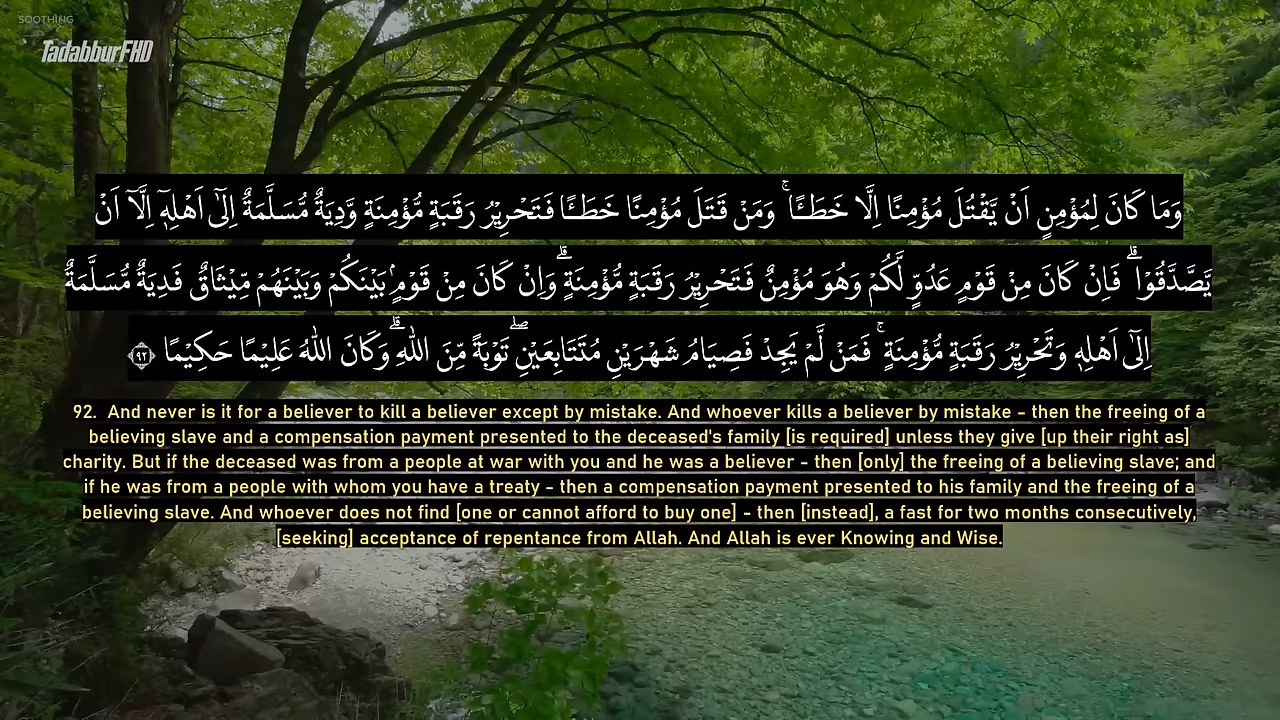 SOOTHING
TadabburFHD
وَمَا كَانَ لِمُؤْمِنٍ اَنْ يَّقْتُلَ مُؤْمِنًا اِلَّا خَطَـًٔا ۚ وَمَنْ قَتَلَ مُؤْمِنًا خَطَـًٔا فَتَحْرِيْرُ رَقَبَةٍ مُّؤْمِنَةٍ وَّدِيَةٌ مُّسَلَّمَةٌ اِلٰٓى اَهْلِهٖٓ اِلَّآ اَنْ
يَّصَّدَّقُوْا ۗ فَاِنْ كَانَ مِنْ قَوْمٍ عَدُوٍّ لَّكُمْ وَهُوَ مُؤْمِنٌ فَتَحْرِيْرُ رَقَبَةٍ مُّؤْمِنَةٍ ۗ وَاِنْ كَانَ مِنْ قَوْمٍۢ بَيْنَكُمْ وَبَيْنَهُمْ مِّيْثَاقٌ فَدِيَةٌ مُّسَلَّمَةٌ
اِلٰٓى اَهْلِهٖ وَتَحْرِيْرُ رَقَبَةٍ مُّؤْمِنَةٍ ۚ فَمَنْ لَّمْ يَجِدْ فَصِيَامُ شَهْرَيْنِ مُتَتَابِعَيْنِ ۖ تَوْبَةً مِّنَ اللّٰهِ ۗ وَكَانَ اللّٰهُ عَلِيْمًا حَكِيْمًا ۝٩٢
92. And never is it for a believer to kill a believer except by mistake. And whoever kills a believer by mistake - then the freeing of a
believing slave and a compensation payment presented to the deceased's family [is required] unless they give [up their right as]
charity. But if the deceased was from a people at war with you and he was a believer - then [only] the freeing of a believing slave; and
if he was from a people with whom you have a treaty - then a compensation payment presented to his family and the freeing of a
believing slave. And whoever does not find [one or cannot afford to buy one] - then [instead], a fast for two months consecutively,
[seeking] acceptance of repentance from Allah. And Allah is ever Knowing and Wise.